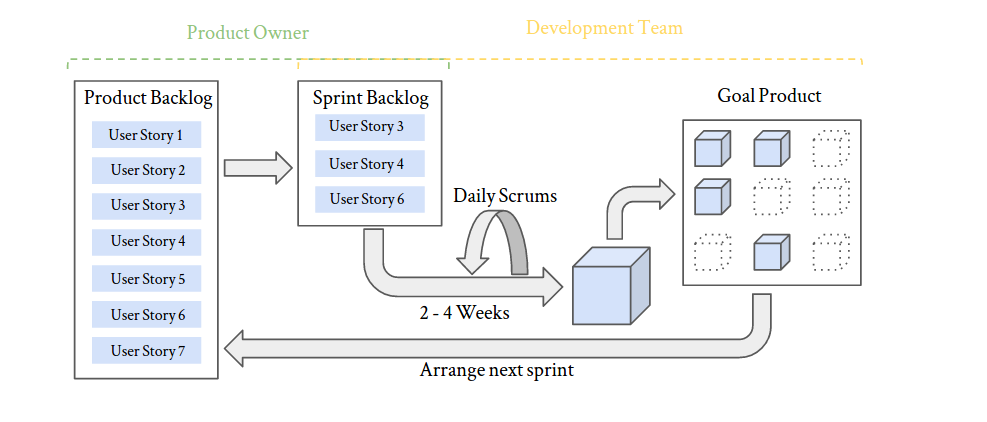 Product Owner
Development Team
Product Backlog
User Story 1
User Story 2
User Story 3
User Story 4
User Story 5
User Story 6
User Story 7
Sprint Backlog
User Story 3
User Story 4
User Story 6
Daily Scrums
2 - 4 Weeks
Goal Product
Arrange next sprint